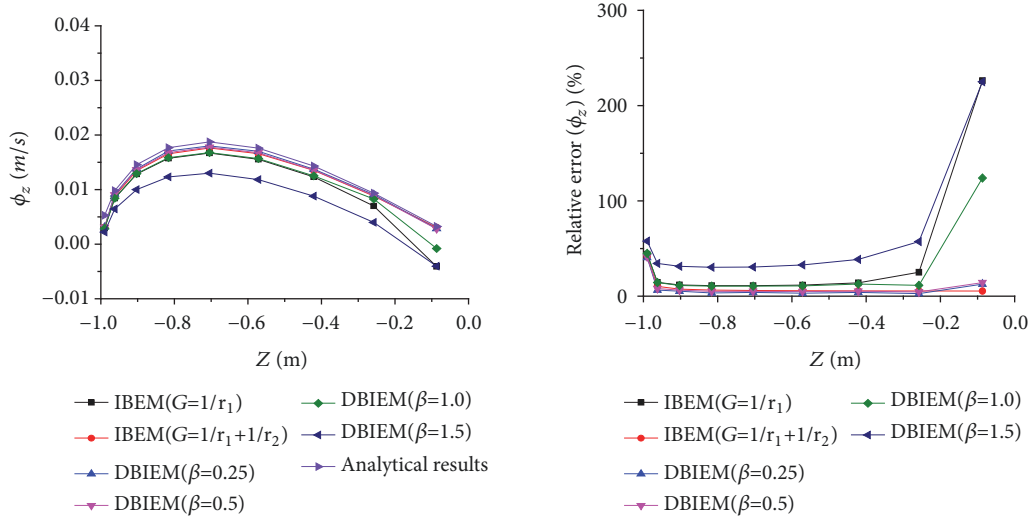 0.04
0.03
0.02
0.01
0.00
−0.01
ϕz (m/s)
−1.0 −0.8 −0.6 −0.4 −0.2 0.0
Z (m)
IBEM(G=1/r1)
IBEM(G=1/r1+1/r2)
DBIEM(β=0.25)
DBIEM(β=0.5)
DBIEM(β=1.0)
DBIEM(β=1.5)
Analytical results
300
200
100
0
Relative error (ϕz) (%)
−1.0 −0.8 −0.6 −0.4 −0.2 0.0
Z (m)
IBEM(G=1/r1)
IBEM(G=1/r1+1/r2)
DBIEM(β=0.25)
DBIEM(β=0.5)
DBIEM(β=1.0)
DBIEM(β=1.5)